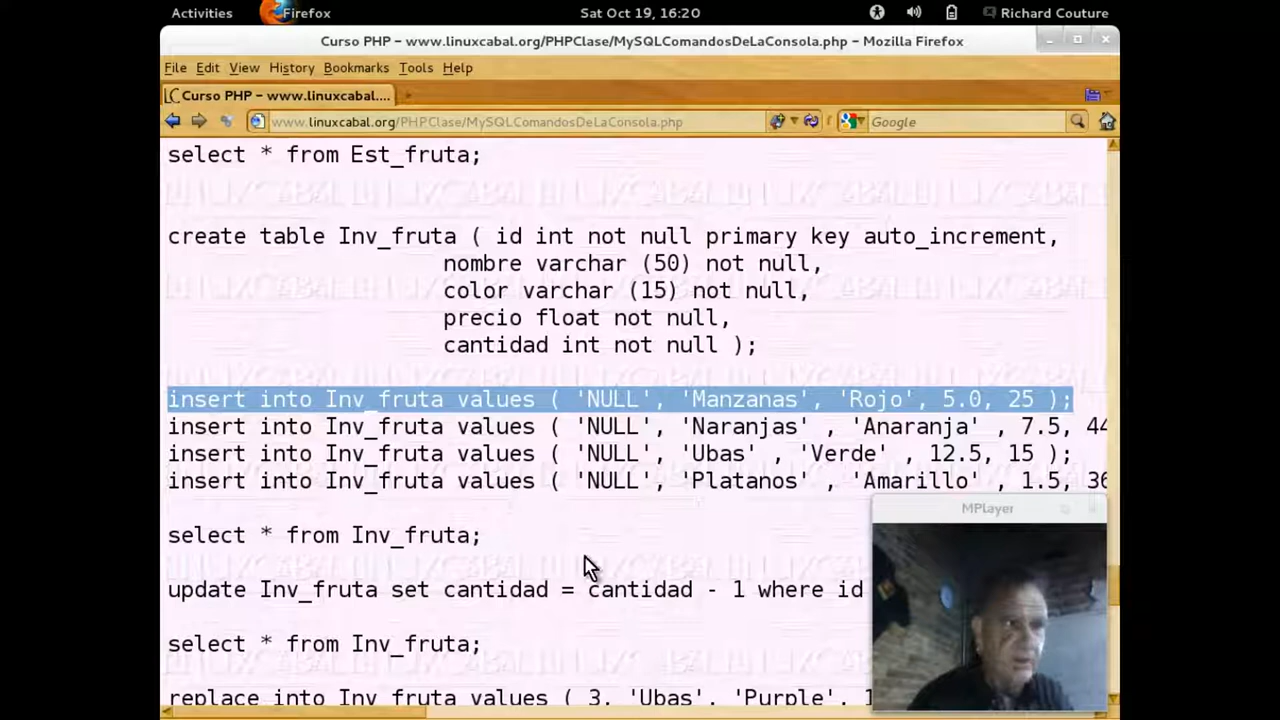 Activities Firefox Sat Oct 19, 16:20 Richard Couture
Curso PHP – www.linuxcabal.org/PHPClase/MySQLComandosDeLaConsola.php – Mozilla Firefox
File Edit View History Bookmarks Tools Help
Curso PHP – www.linuxcabal....
www.linuxcabal.org/PHPClase/MySQLComandosDeLaConsola.php Google
select * from Est_fruta;
create table Inv_fruta ( id int not null primary key auto_increment,
nombre varchar (50) not null,
color varchar (15) not null,
precio float not null,
cantidad int not null );
insert into Inv_fruta values ( 'NULL', 'Manzanas', 'Rojo', 5.0, 25 );
insert into Inv_fruta values ( 'NULL', 'Naranjas' , 'Anaranja' , 7.5, 44
insert into Inv_fruta values ( 'NULL', 'Ubas' , 'Verde' , 12.5, 15 );
insert into Inv_fruta values ( 'NULL', 'Platanos' , 'Amarillo' , 1.5, 36
MPlayer
select * from Inv_fruta;
update Inv_fruta set cantidad = cantidad - 1 where id
select * from Inv_fruta;
replace into Inv_fruta values ( 3, 'Ubas', 'Purple', 1